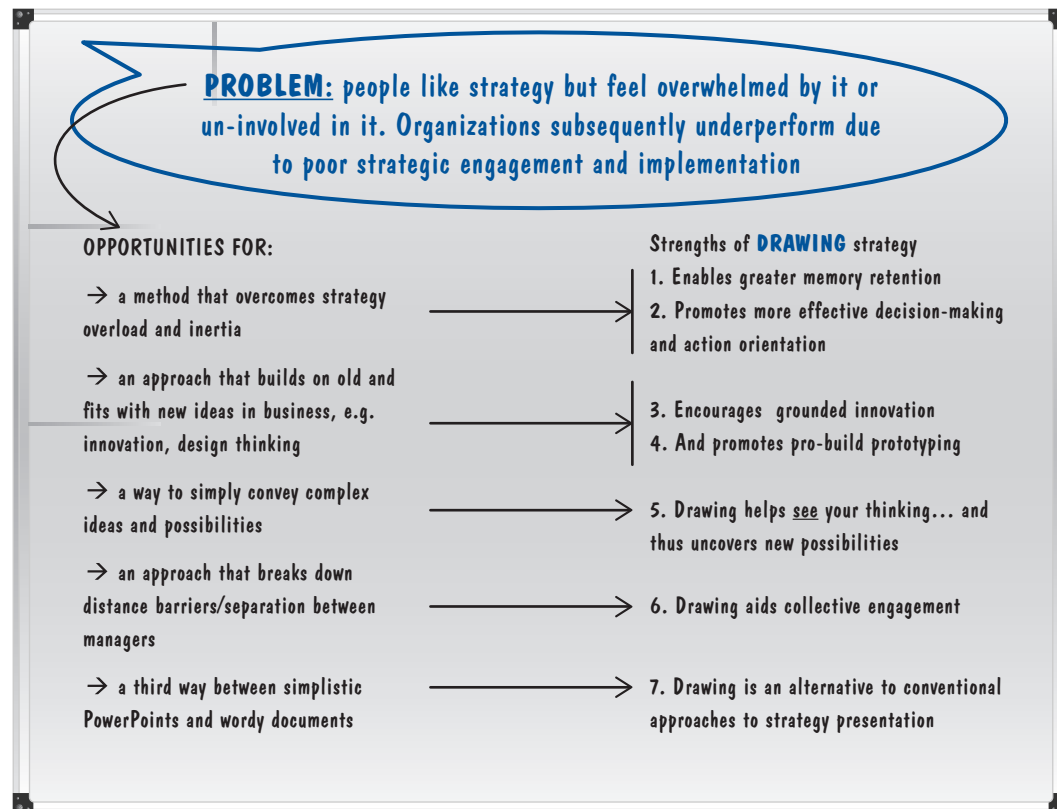 PROBLEM: people like strategy but feel overwhelmed by it or
un-involved in it. Organizations subsequently underperform due
to poor strategic engagement and implementation
OPPORTUNITIES FOR:
→ a method that overcomes strategy
overload and inertia
→ an approach that builds on old and
fits with new ideas in business, e.g.
innovation, design thinking
→ a way to simply convey complex
ideas and possibilities
→ an approach that breaks down
distance barriers/separation between
managers
→ a third way between simplistic
PowerPoints and wordy documents
Strengths of DRAWING strategy
1. Enables greater memory retention
2. Promotes more effective decision-making
and action orientation
3. Encourages grounded innovation
4. And promotes pro-build prototyping
5. Drawing helps see your thinking... and
thus uncovers new possibilities
6. Drawing aids collective engagement
7. Drawing is an alternative to conventional
approaches to strategy presentation